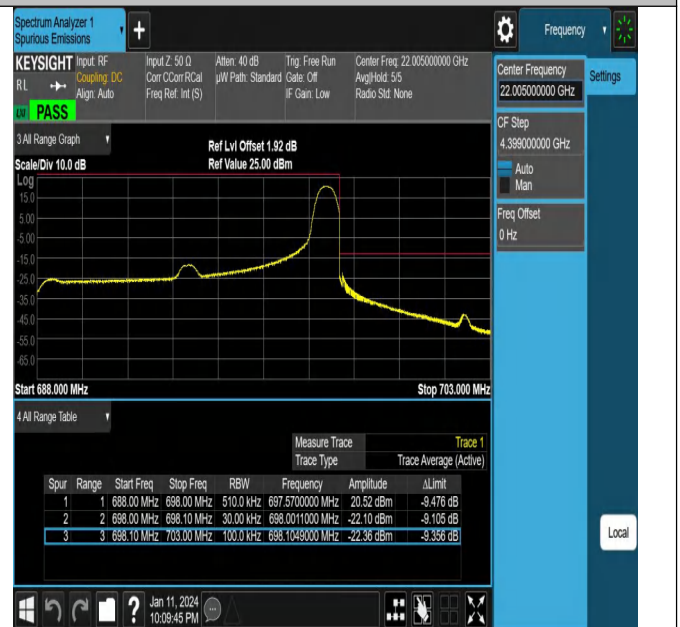 Spectrum Analyzer 1
Spurious Emissions
+
Frequency
KEYSIGHT Input: RF
RL Coupling: DC
Align: Auto
Input Z: 50 Ω
Corr CCorr RCal
Freq Ref: Int (S)
Atten: 40 dB
µW Path: Standard
Trig: Free Run
Gate: Off
IF Gain: Low
Center Freq: 22.005000000 GHz
Avg|Hold: 5/5
Radio Std: None
LXI PASS
Center Frequency
22.005000000 GHz
Settings
CF Step
4.399000000 GHz
Auto
Man
Freq Offset
0 Hz
3 All Range Graph
Ref Lvl Offset 1.92 dB
Scale/Div 10.0 dB Ref Value 25.00 dBm
Log
15.0
5.00
-5.00
-15.0
-25.0
-35.0
-45.0
-55.0
-65.0
Start 688.000 MHz Stop 703.000 MHz
4 All Range Table
Measure Trace Trace 1
Trace Type Trace Average (Active)
Spur Range Start Freq Stop Freq RBW Frequency Amplitude ΔLimit
1 1 688.00 MHz 698.00 MHz 510.0 kHz 697.5700000 MHz 20.52 dBm -9.476 dB
2 2 698.00 MHz 698.10 MHz 30.00 kHz 698.0011000 MHz -22.10 dBm -9.105 dB
3 3 698.10 MHz 703.00 MHz 100.0 kHz 698.1049000 MHz -22.36 dBm -9.356 dB
Local
? Jan 11, 2024
10:09:45 PM